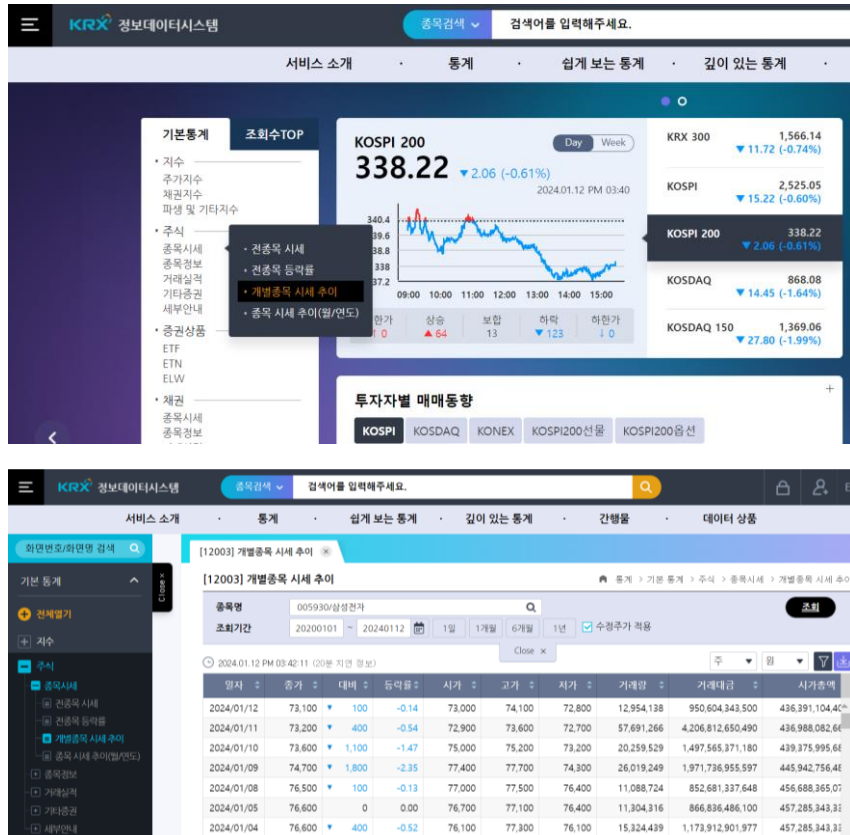 KRX 정보데이터시스템
종목검색
검색어를 입력해주세요.
서비스 소개 · 통계 · 쉽게 보는 통계 · 깊이 있는 통계 ·
기본통계 조회수TOP
• 지수
주가지수
채권지수
파생 및 기타지수
• 주식
종목시세
종목정보
거래실적
기타증권
세부안내
• 증권상품
ETF
ETN
ELW
• 채권
종목시세
종목정보
• 전종목 시세
• 전종목 등락률
• 개별종목 시세 추이
• 종목 시세 추이(월/연도)
KOSPI 200
Day Week
338.22 ▼2.06 (-0.61%)
2024.01.12 PM 03:40
340.4
39.6
38.8
338
37.2
09:00 10:00 11:00 12:00 13:00 14:00 15:00
한가 상승 보합 하락 하한가
↑ 0 ▲ 64 13 ▼ 123 ↓ 0
KRX 300 1,566.14
▼ 11.72 (-0.74%)
KOSPI 2,525.05
▼ 15.22 (-0.60%)
KOSPI 200 338.22
▼ 2.06 (-0.61%)
KOSDAQ 868.08
▼ 14.45 (-1.64%)
KOSDAQ 150 1,369.06
▼ 27.80 (-1.99%)
투자자별 매매동향 +
KOSPI KOSDAQ KONEX KOSPI200선물 KOSPI200옵션
KRX 정보데이터시스템
종목검색
검색어를 입력해주세요.
E
서비스 소개 · 통계 · 쉽게 보는 통계 · 깊이 있는 통계 · 간행물 · 데이터 상품
화면번호/화면명 검색
기본 통계
Close ×
전체열기
지수
주식
종목시세
전종목 시세
전종목 등락률
개별종목 시세 추이
종목 시세 추이(월/연도)
종목정보
거래실적
기타증권
세부안내
[12003] 개별종목 시세 추이
[12003] 개별종목 시세 추이
통계 > 기본 통계 > 주식 > 종목시세 > 개별종목 시세 추이
종목명 005930/삼성전자 조회
조회기간 20200101 ~ 20240112 1일 1개월 6개월 1년 수정주가 적용
Close ×
2024.01.12 PM 03:42:11 (20분 지연 정보)
주 ▼ 원 ▼
일자 종가 대비 등락률 시가 고가 저가 거래량 거래대금 시가총액
2024/01/12 73,100 ▼ 100 -0.14 73,000 74,100 72,800 12,954,138 950,604,343,500 436,391,104,40
2024/01/11 73,200 ▼ 400 -0.54 72,900 73,600 72,700 57,691,266 4,206,812,650,490 436,988,082,66
2024/01/10 73,600 ▼ 1,100 -1.47 75,000 75,200 73,200 20,259,529 1,497,565,371,180 439,375,995,68
2024/01/09 74,700 ▼ 1,800 -2.35 77,400 77,700 74,300 26,019,249 1,971,736,955,597 445,942,756,48
2024/01/08 76,500 ▼ 100 -0.13 77,000 77,500 76,400 11,088,724 852,681,337,648 456,688,365,07
2024/01/05 76,600 0 0.00 76,700 77,100 76,400 11,304,316 866,836,486,100 457,285,343,33
2024/01/04 76,600 ▼ 400 -0.52 76,100 77,300 76,100 15,324,439 1,173,912,901,977 457,285,343,33